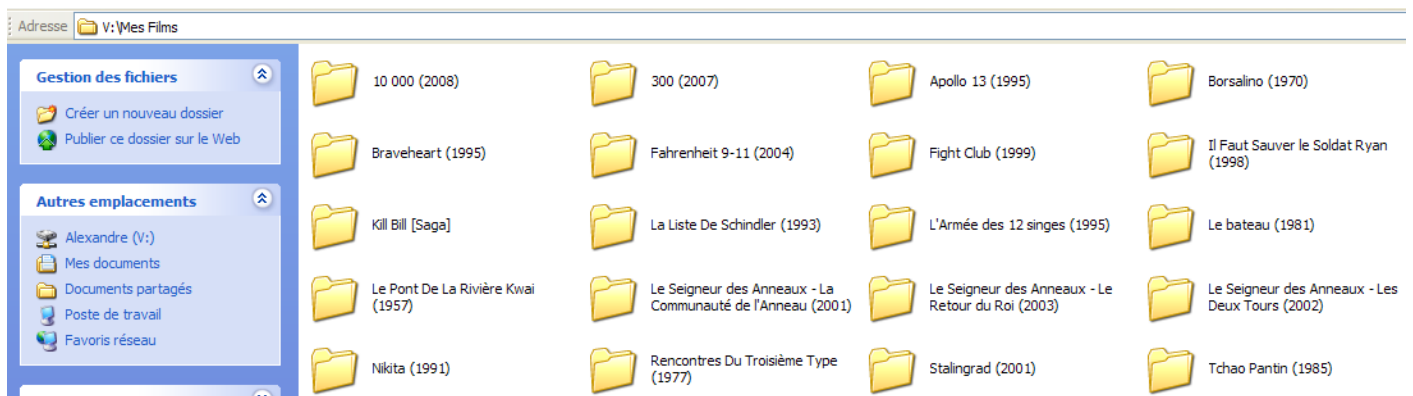 Adresse V:\Mes Films
Gestion des fichiers
Créer un nouveau dossier
Publier ce dossier sur le Web
Autres emplacements
Alexandre (V:)
Mes documents
Documents partagés
Poste de travail
Favoris réseau
10 000 (2008)
300 (2007)
Apollo 13 (1995)
Borsalino (1970)
Braveheart (1995)
Fahrenheit 9-11 (2004)
Fight Club (1999)
Il Faut Sauver le Soldat Ryan
(1998)
Kill Bill [Saga]
La Liste De Schindler (1993)
L'Armée des 12 singes (1995)
Le bateau (1981)
Le Pont De La Rivière Kwai
(1957)
Le Seigneur des Anneaux - La
Communauté de l'Anneau (2001)
Le Seigneur des Anneaux - Le
Retour du Roi (2003)
Le Seigneur des Anneaux - Les
Deux Tours (2002)
Nikita (1991)
Rencontres Du Troisième Type
(1977)
Stalingrad (2001)
Tchao Pantin (1985)